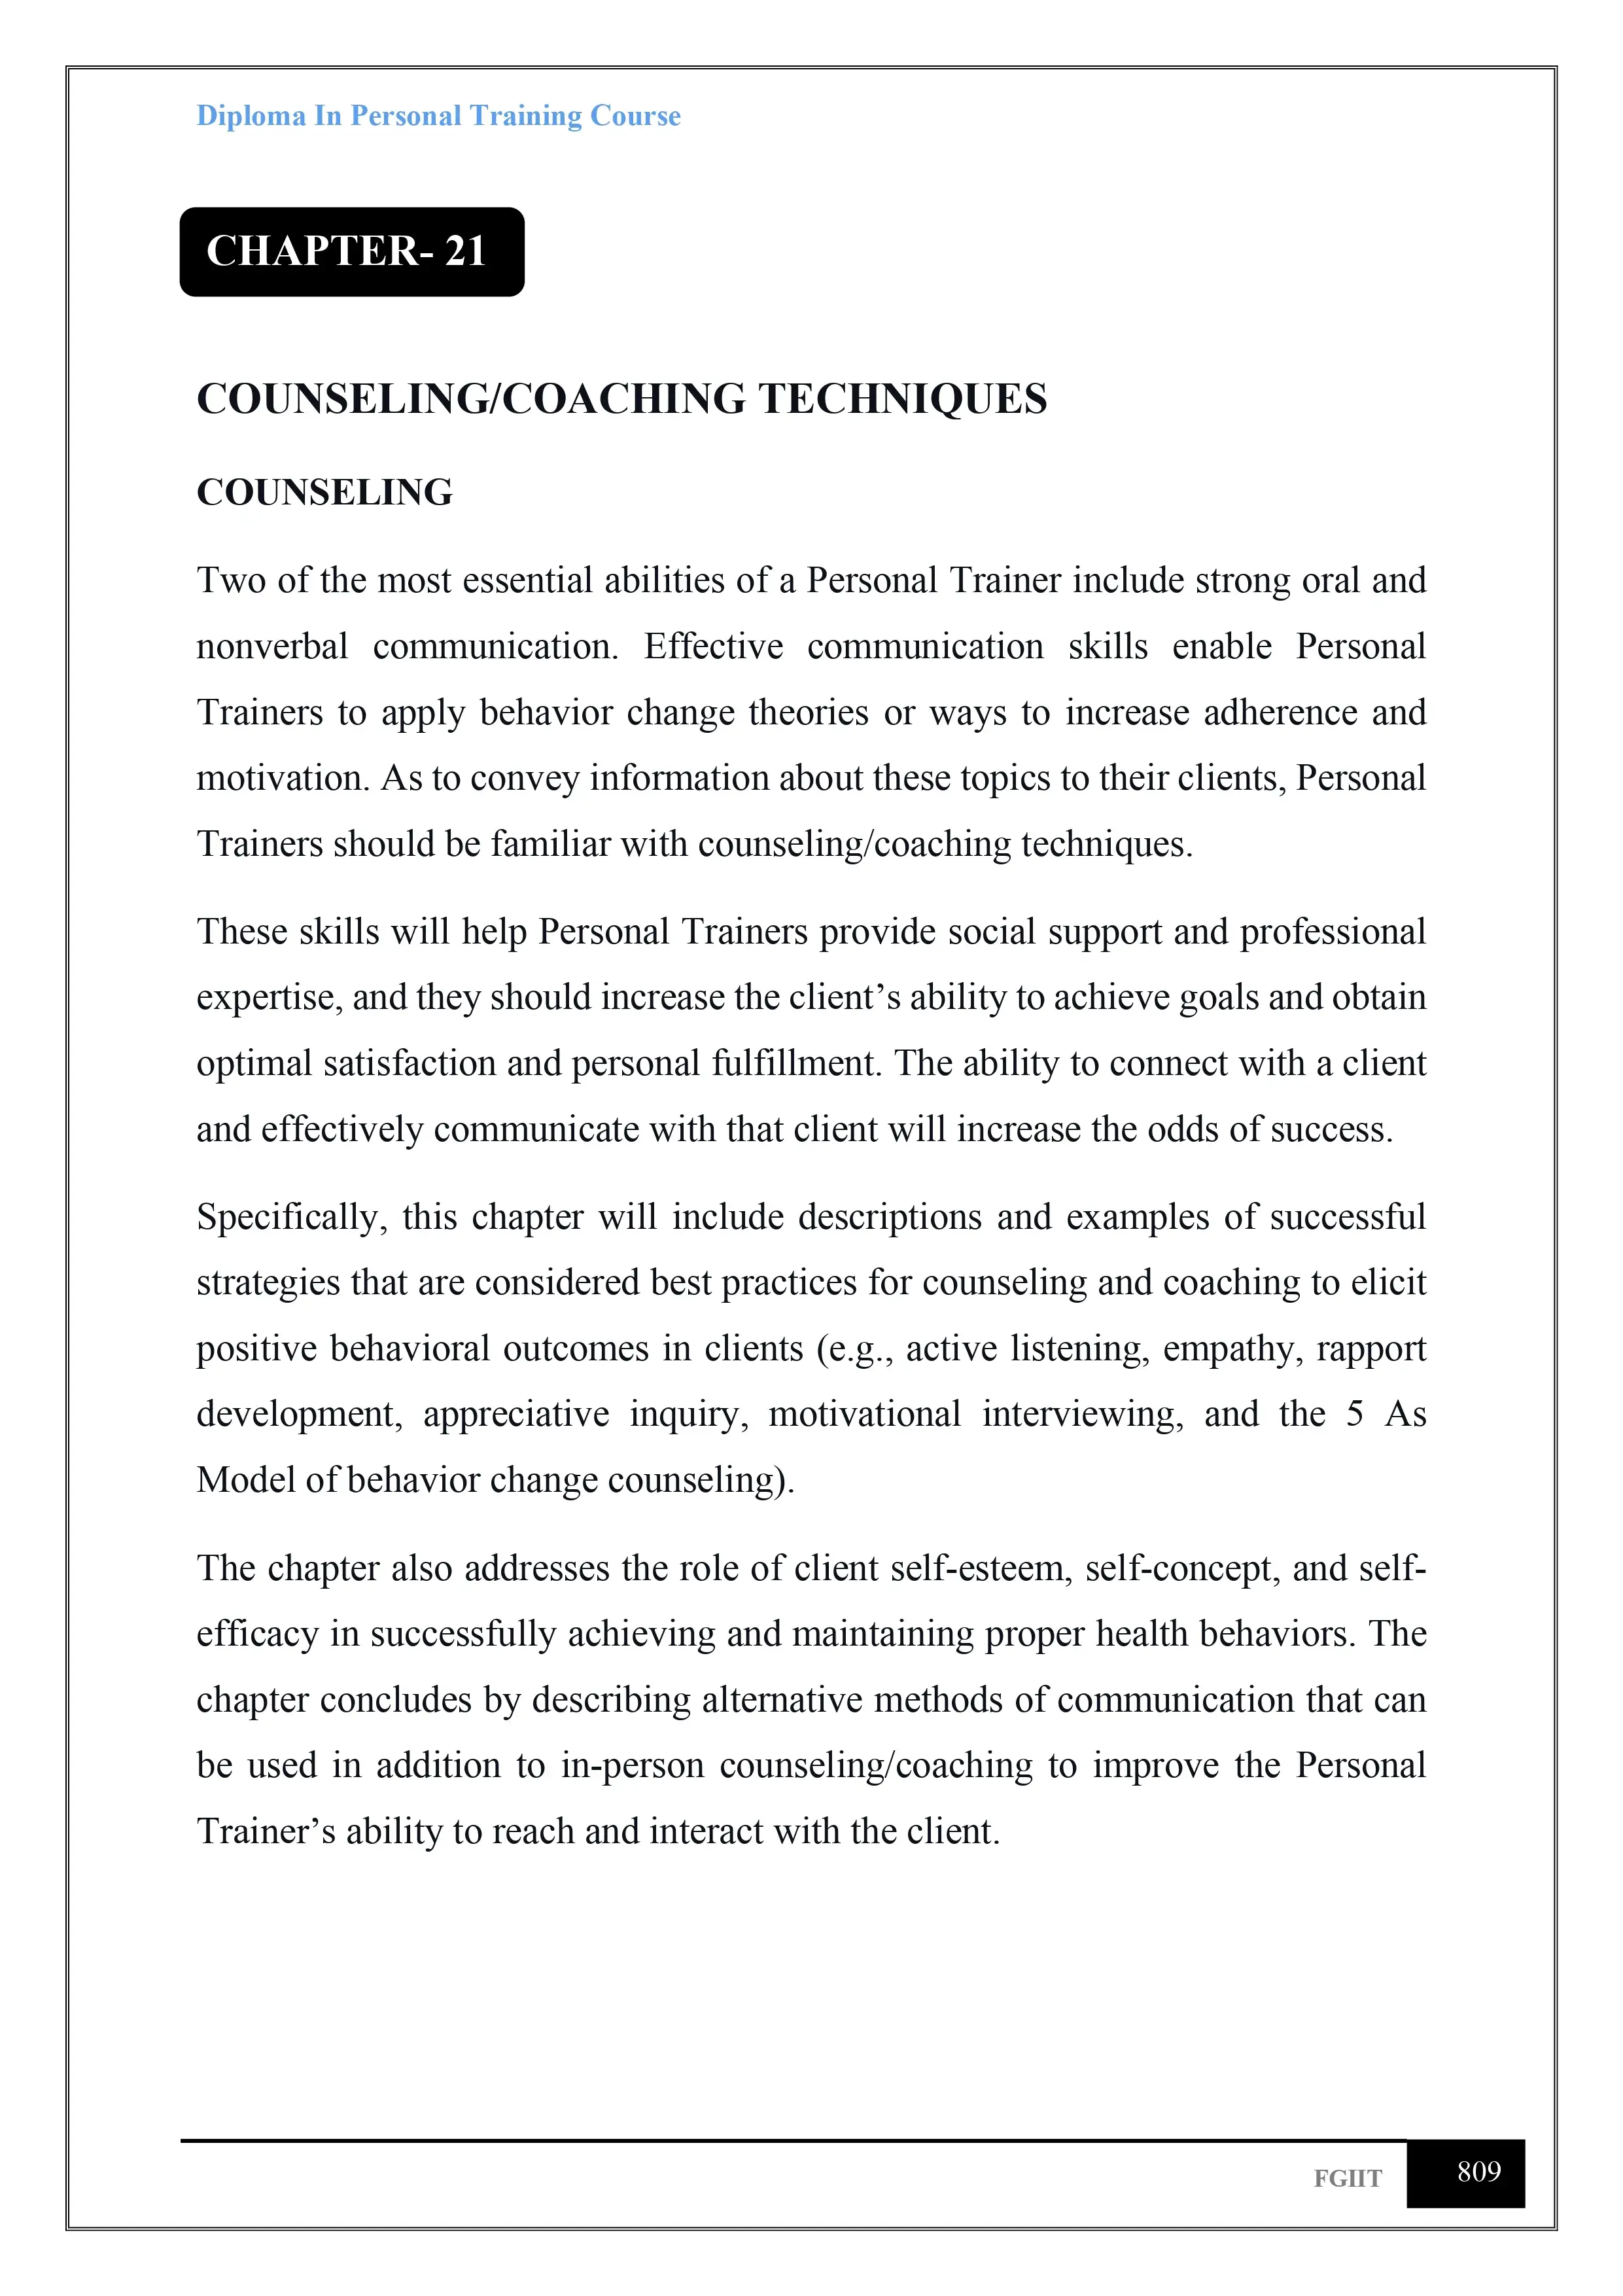 Diploma In Personal Training Course
CHAPTER- 21
COUNSELING/COACHING TECHNIQUES
COUNSELING
Two of the most essential abilities of a Personal Trainer include strong oral and
nonverbal communication. Effective communication skills enable Personal
Trainers to apply behavior change theories or ways to increase adherence and
motivation. As to convey information about these topics to their clients, Personal
Trainers should be familiar with counseling/coaching techniques.
These skills will help Personal Trainers provide social support and professional
expertise, and they should increase the client’s ability to achieve goals and obtain
optimal satisfaction and personal fulfillment. The ability to connect with a client
and effectively communicate with that client will increase the odds of success.
Specifically, this chapter will include descriptions and examples of successful
strategies that are considered best practices for counseling and coaching to elicit
positive behavioral outcomes in clients (e.g., active listening, empathy, rapport
development, appreciative inquiry, motivational interviewing, and the 5 As
Model of behavior change counseling).
The chapter also addresses the role of client self-esteem, self-concept, and self-
efficacy in successfully achieving and maintaining proper health behaviors. The
chapter concludes by describing alternative methods of communication that can
be used in addition to in-person counseling/coaching to improve the Personal
Trainer’s ability to reach and interact with the client.
FGIIT
809